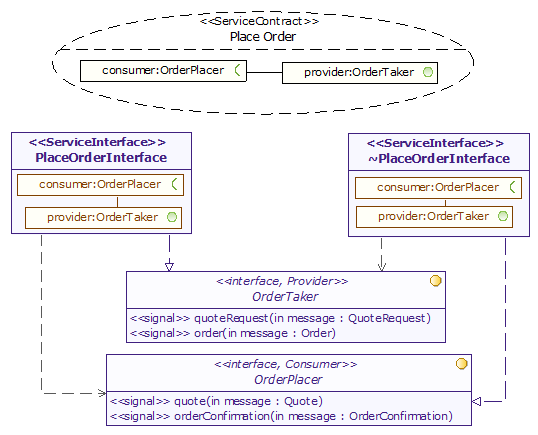 <<ServiceContract>>
Place Order
consumer:OrderPlacer
provider:OrderTaker
<<ServiceInterface>>
PlaceOrderInterface
consumer:OrderPlacer
provider:OrderTaker
<<ServiceInterface>>
~PlaceOrderInterface
consumer:OrderPlacer
provider:OrderTaker
<<interface, Provider>>
OrderTaker
<<signal>> quoteRequest(in message : QuoteRequest)
<<signal>> order(in message : Order)
<<interface, Consumer>>
OrderPlacer
<<signal>> quote(in message : Quote)
<<signal>> orderConfirmation(in message : OrderConfirmation)